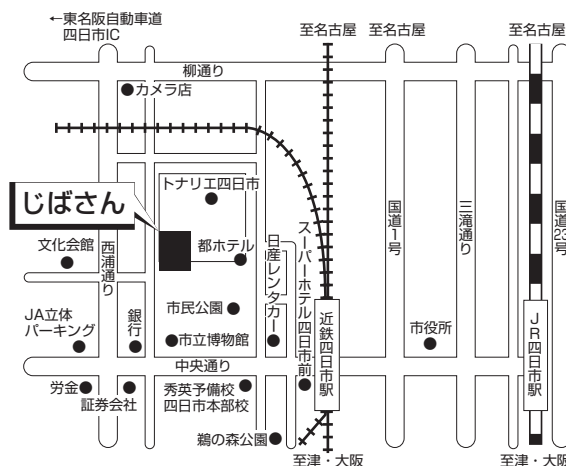 ←東名阪自動車道
四日市IC
至名古屋
至名古屋
至名古屋
柳通り
カメラ店
トナリエ四日市
じばさん
文化会館
西浦通り
都ホテル
日産レンタカー
スーパーホテル四日市前
国道1号
三滝通り
国道23号
JA立体
パーキング
銀行
市民公園
市立博物館
近鉄四日市駅
市役所
JR四日市駅
中央通り
労金
証券会社
秀英予備校
四日市本部校
鵜の森公園
至津・大阪
至津・大阪